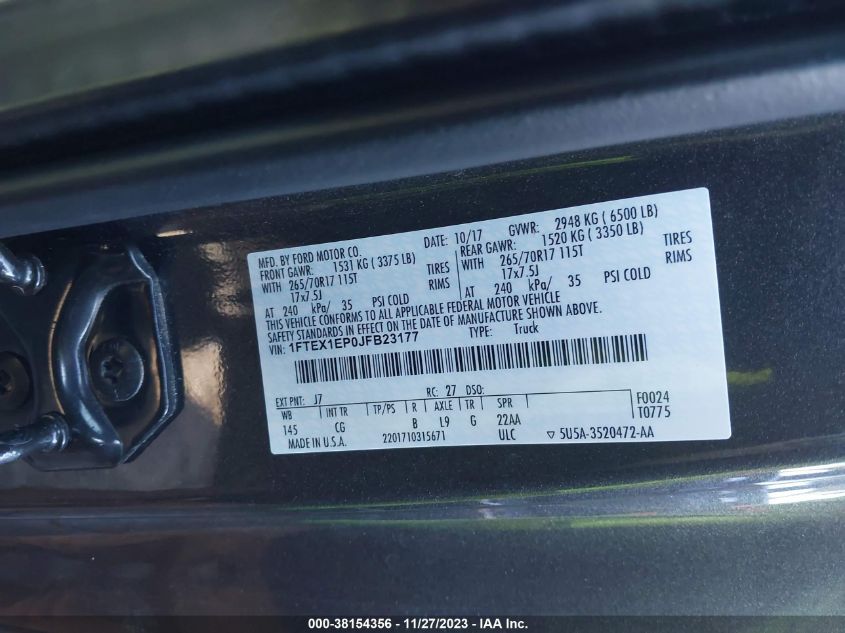 MFD. BY FORD MOTOR CO. DATE: 10/17 GVWR: 2948 KG ( 6500 LB)
FRONT GAWR: 1531 KG ( 3375 LB) REAR GAWR: 1520 KG ( 3350 LB)
WITH 265/70R17 115T TIRES WITH 265/70R17 115T TIRES
17x7.5J RIMS 17x7.5J RIMS
AT 240 kPa/ 35 PSI COLD AT 240 kPa/ 35 PSI COLD
THIS VEHICLE CONFORMS TO ALL APPLICABLE FEDERAL MOTOR VEHICLE
SAFETY STANDARDS IN EFFECT ON THE DATE OF MANUFACTURE SHOWN ABOVE.
VIN: 1FTEX1EP0JFB23177 TYPE: Truck
EXT PNT: J7 RC: 27 DSO: F0024
WB INT TR TP/PS R AXLE TR SPR T0775
145 CG B L9 G 22AA
MADE IN U.S.A. 2201710315671 ULC ▽ 5U5A-3520472-AA
000-38154356 - 11/27/2023 - IAA Inc.